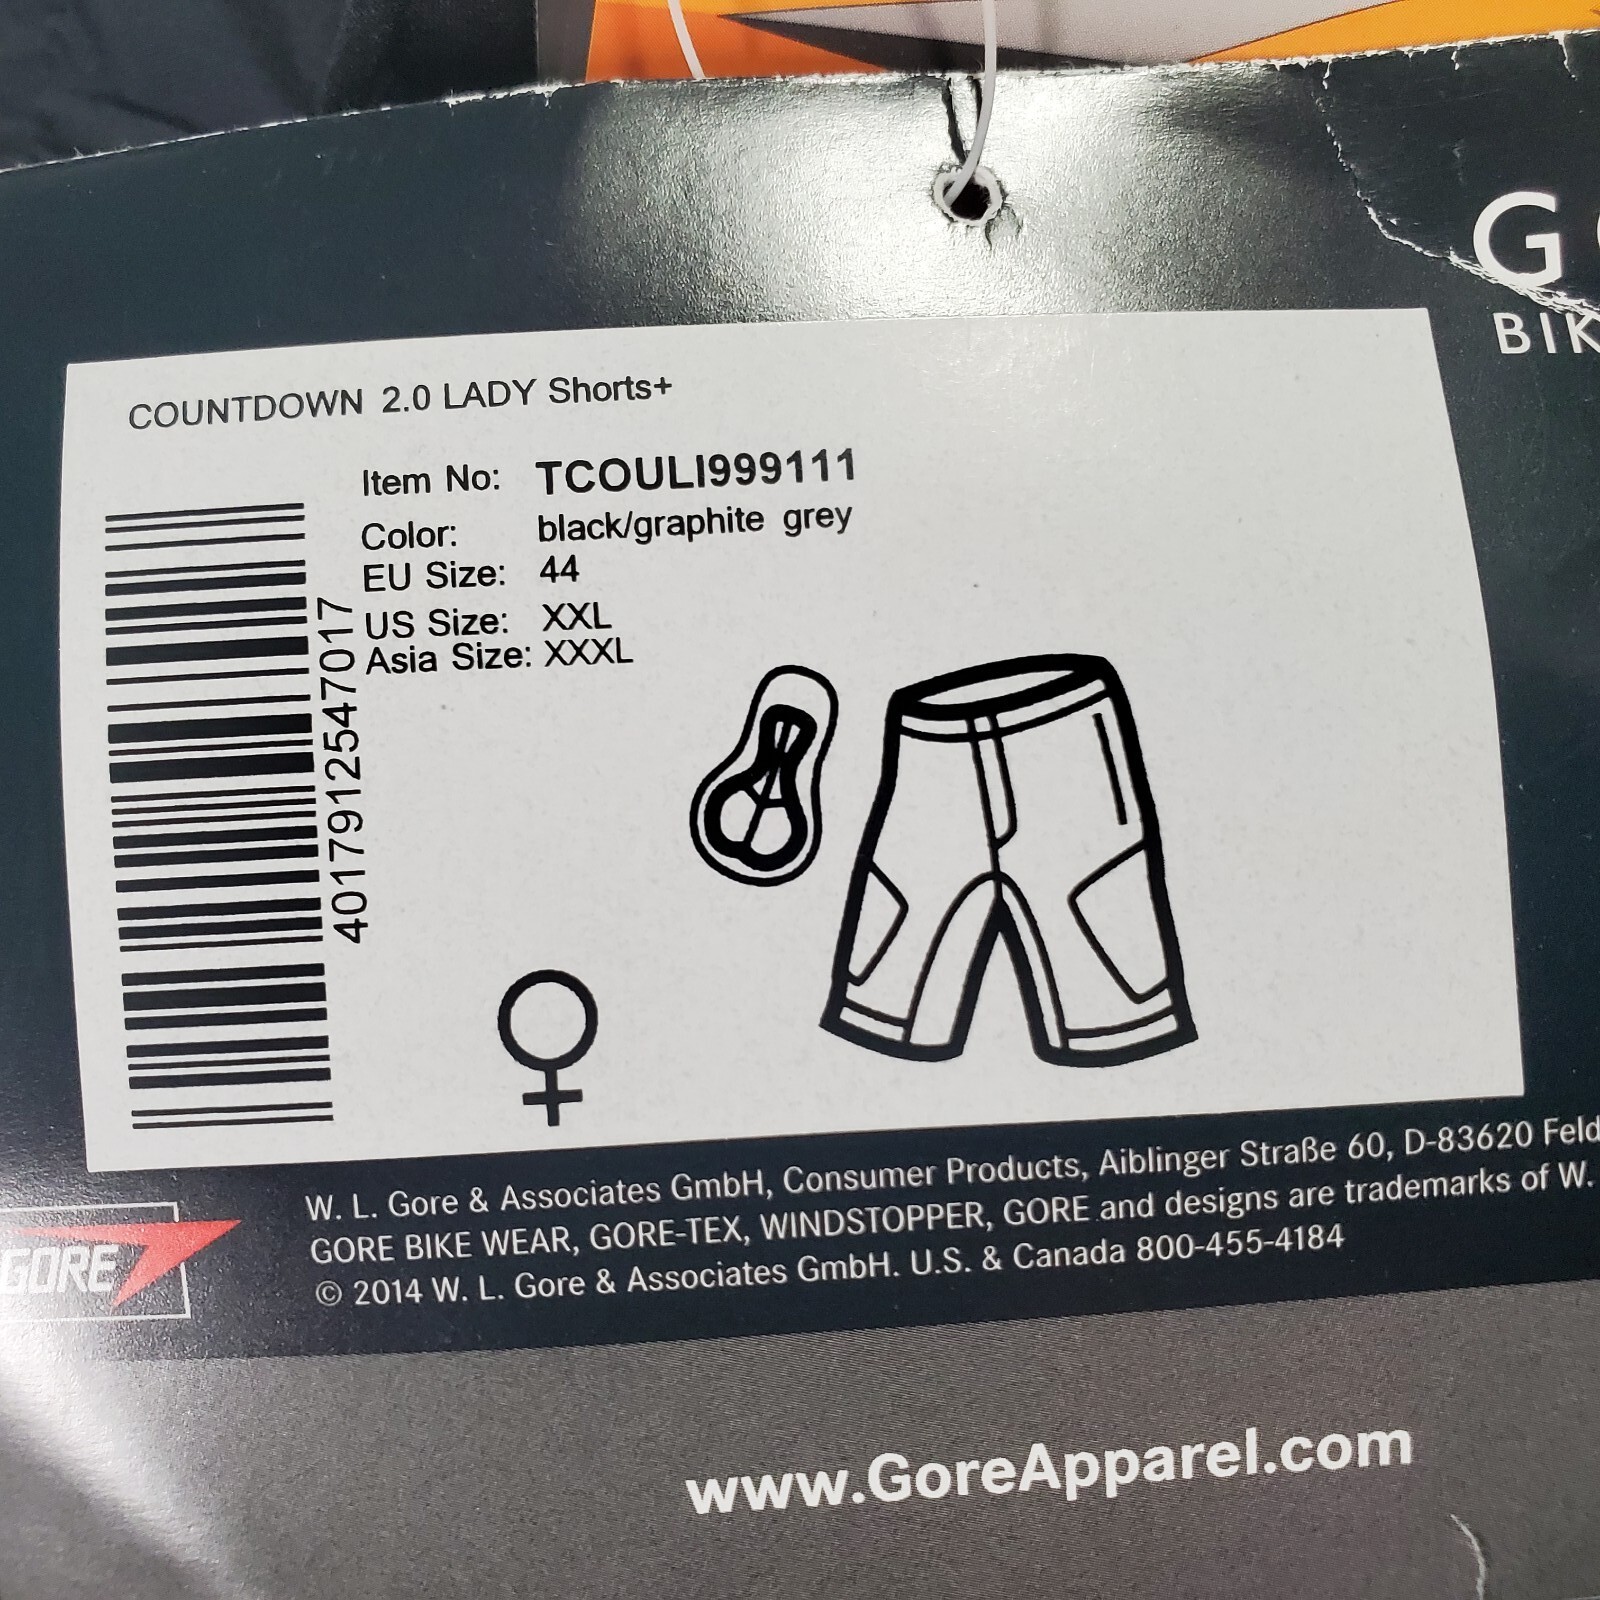 G
BIK
COUNTDOWN 2.0 LADY Shorts+
Item No: TCOULI999111
Color: black/graphite grey
EU Size: 44
US Size: XXL
Asia Size: XXXL
4017912547017
W. L. Gore & Associates GmbH, Consumer Products, Aiblinger Straße 60, D-83620 Feld
GORE BIKE WEAR, GORE-TEX, WINDSTOPPER, GORE and designs are trademarks of W.
© 2014 W. L. Gore & Associates GmbH. U.S. & Canada 800-455-4184
GORE
www.GoreApparel.com